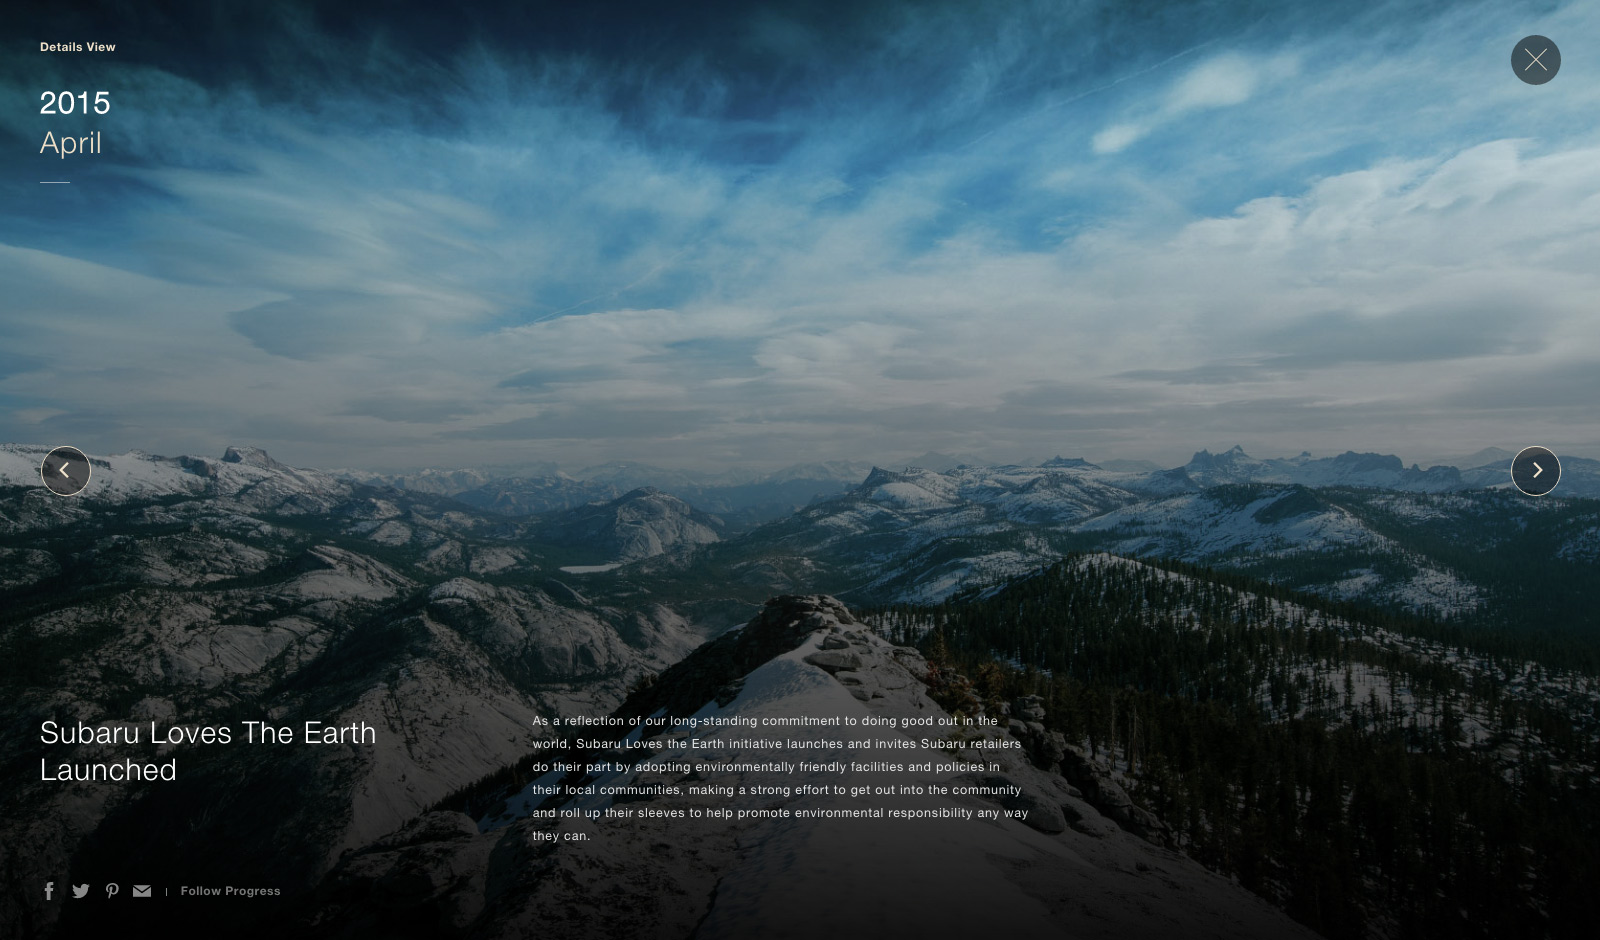 Details View
2015
April
Subaru Loves The Earth
Launched
As a reflection of our long-standing commitment to doing good out in the
world, Subaru Loves the Earth initiative launches and invites Subaru retailers
do their part by adopting environmentally friendly facilities and policies in
their local communities, making a strong effort to get out into the community
and roll up their sleeves to help promote environmental responsibility any way
they can.
Follow Progress